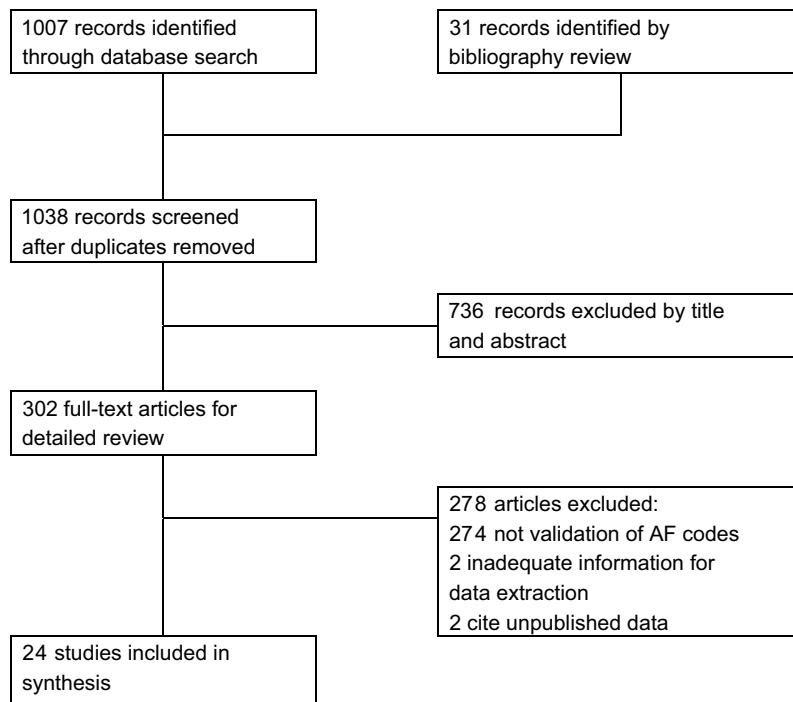 1007 records identified
through database search
31 records identified by
bibliography review
1038 records screened
after duplicates removed
736 records excluded by title
and abstract
302 full-text articles for
detailed review
278 articles excluded:
274 not validation of AF codes
2 inadequate information for
data extraction
2 cite unpublished data
24 studies included in
synthesis